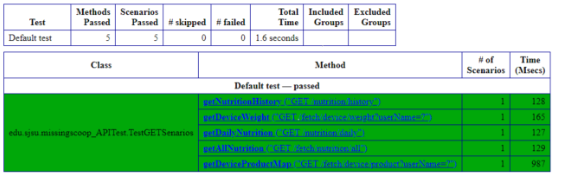 Test Methods Passed Scenarios Passed # skipped # failed Total Time Included Groups Excluded Groups
Default test 5 5 0 0 1.6 seconds
Class Method # of Scenarios Time (Msecs)
Default test — passed
edu.sjsu.missingscoop_APITest.TestGETSenarios
getNutritionHistory ("GET /nutrition/history") 1 128
getDeviceWeight ("GET /fetch/device/weight?userName=?") 1 165
getDailyNutrition ("GET /nutrition/daily") 1 127
getAllNutrition ("GET /fetch/nutrition/all") 1 129
getDeviceProductMap ("GET /fetch/device/product?userName=?") 1 987